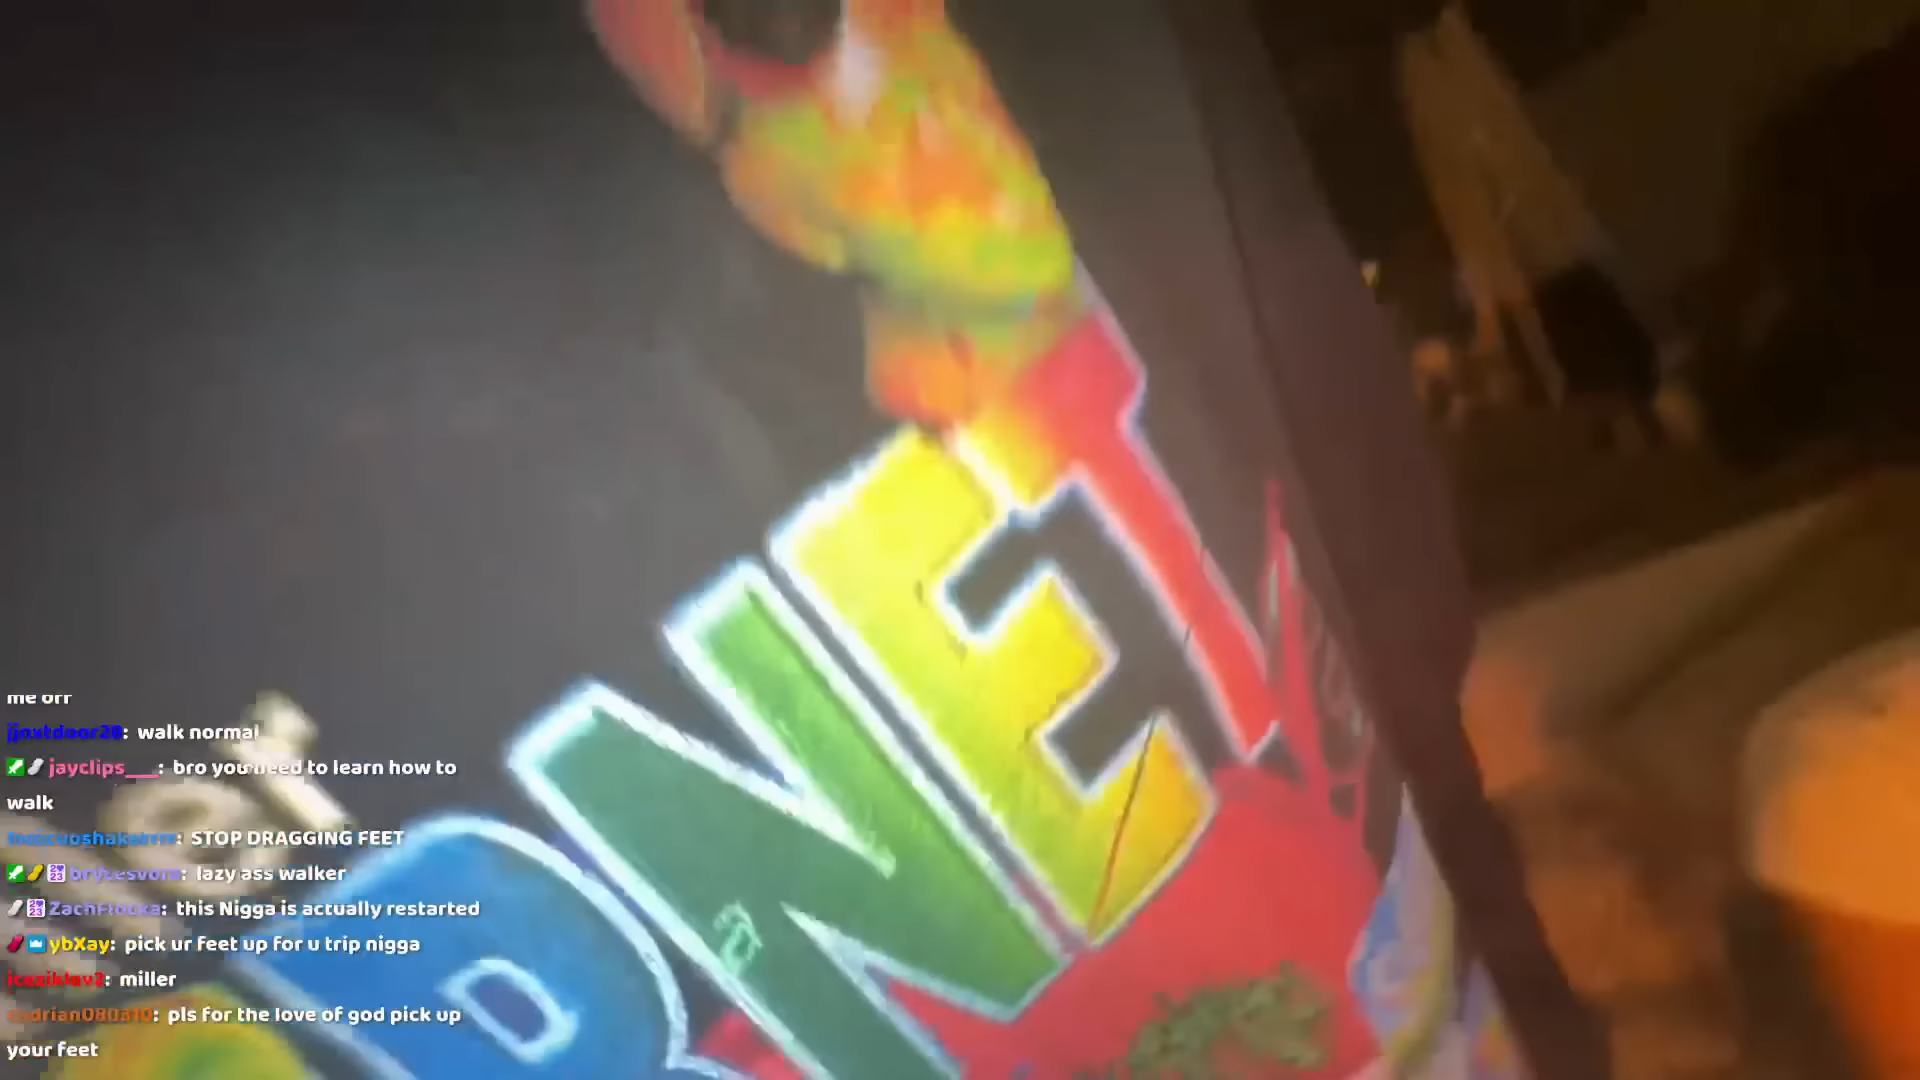 me off
: walk normal
jayclips___: bro you need to learn how to
walk
: STOP DRAGGING FEET
: lazy ass walker
: this Nigga is actually restarted
ybXay: pick ur feet up for u trip nigga
: miller
: pls for the love of god pick up
your feet